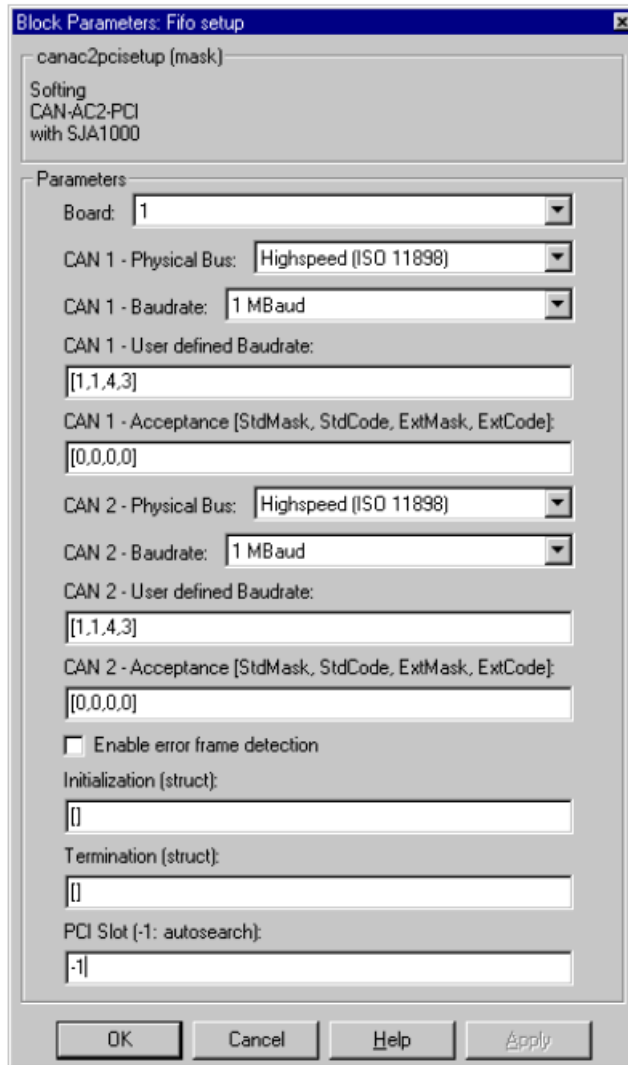 Block Parameters: Fifo setup
canac2pcisetup (mask)
Softing
CAN-AC2-PCI
with SJA1000
Parameters
Board: 1
CAN 1 - Physical Bus: Highspeed (ISO 11898)
CAN 1 - Baudrate: 1 MBaud
CAN 1 - User defined Baudrate:
[1,1,4,3]
CAN 1 - Acceptance [StdMask, StdCode, ExtMask, ExtCode]:
[0,0,0,0]
CAN 2 - Physical Bus: Highspeed (ISO 11898)
CAN 2 - Baudrate: 1 MBaud
CAN 2 - User defined Baudrate:
[1,1,4,3]
CAN 2 - Acceptance [StdMask, StdCode, ExtMask, ExtCode]:
[0,0,0,0]
Enable error frame detection
Initialization (struct):
[]
Termination (struct):
[]
PCI Slot (-1: autosearch):
-1
OK Cancel Help Apply